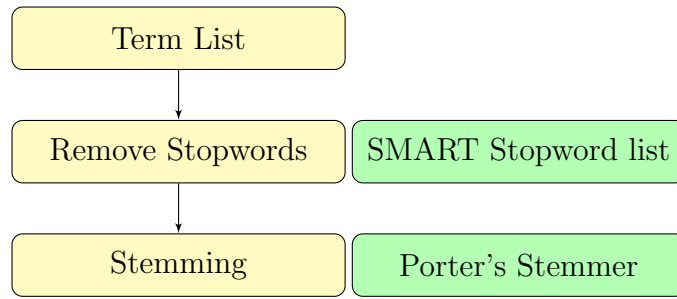 Term List
Remove Stopwords
SMART Stopword list
Stemming
Porter's Stemmer